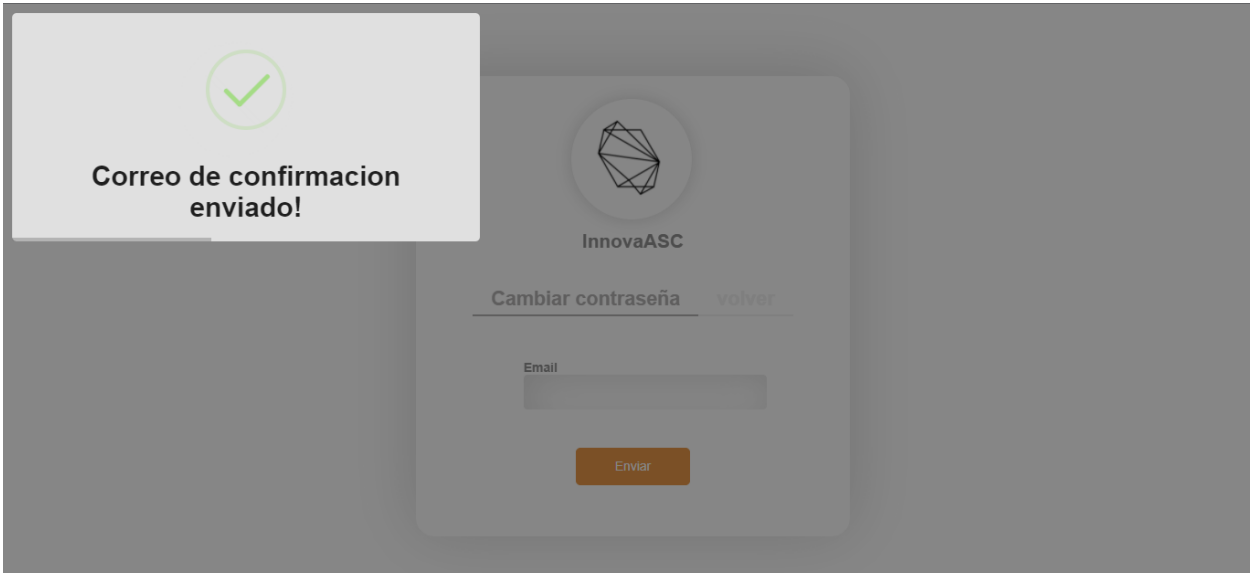 Correo de confirmacion
enviado!
InnovaASC
Cambiar contraseña volver
Email
Enviar